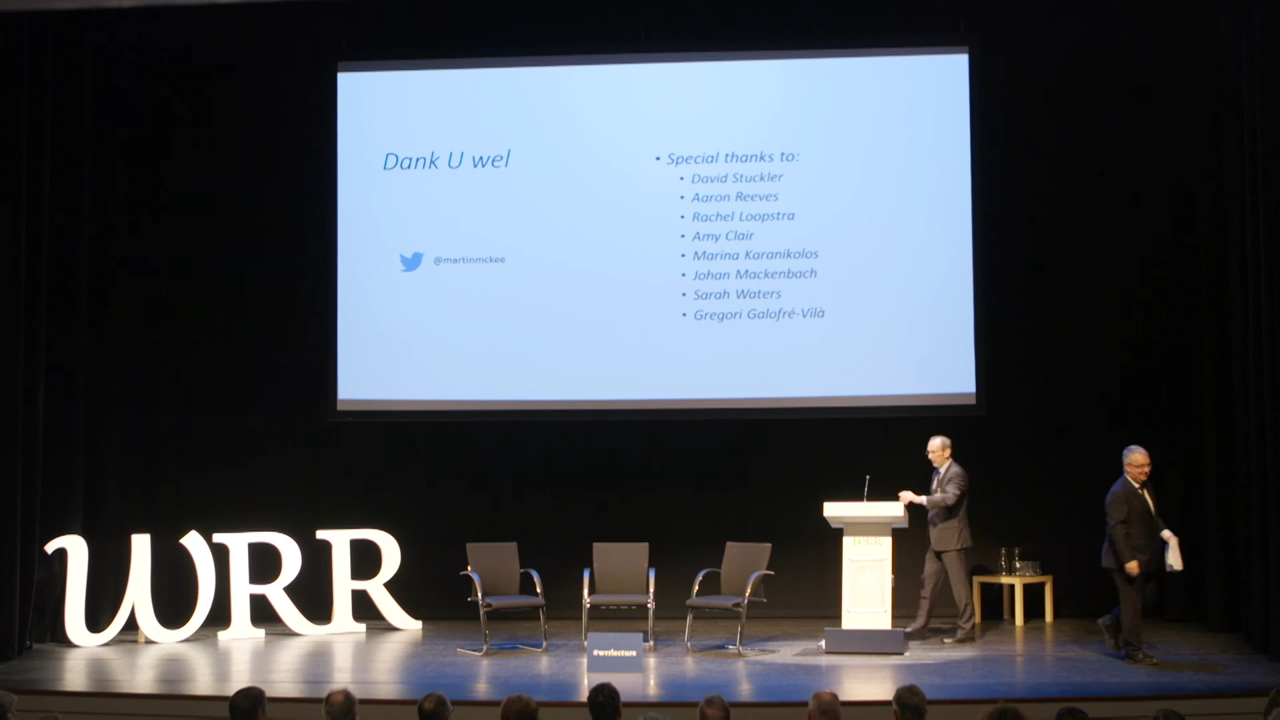 Dank U wel
@martinmckee
• Special thanks to:
• David Stuckler
• Aaron Reeves
• Rachel Loopstra
• Amy Clair
• Marina Karanikolos
• Johan Mackenbach
• Sarah Waters
• Gregori Galofré-Vilà
WRR
WRR
#wrrlecture